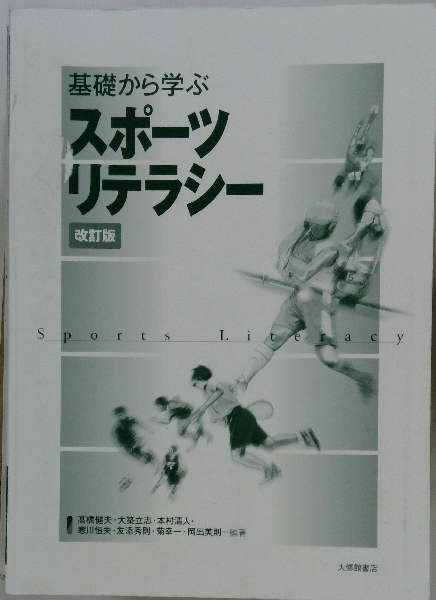 基礎から学ぶ
スポーツ
リテラシー
改訂版
Sports Literacy
髙橋健夫・大築立志・本村清人・
寒川恒夫・友添秀則・菊幸一・岡出美則—編著
大修館書店